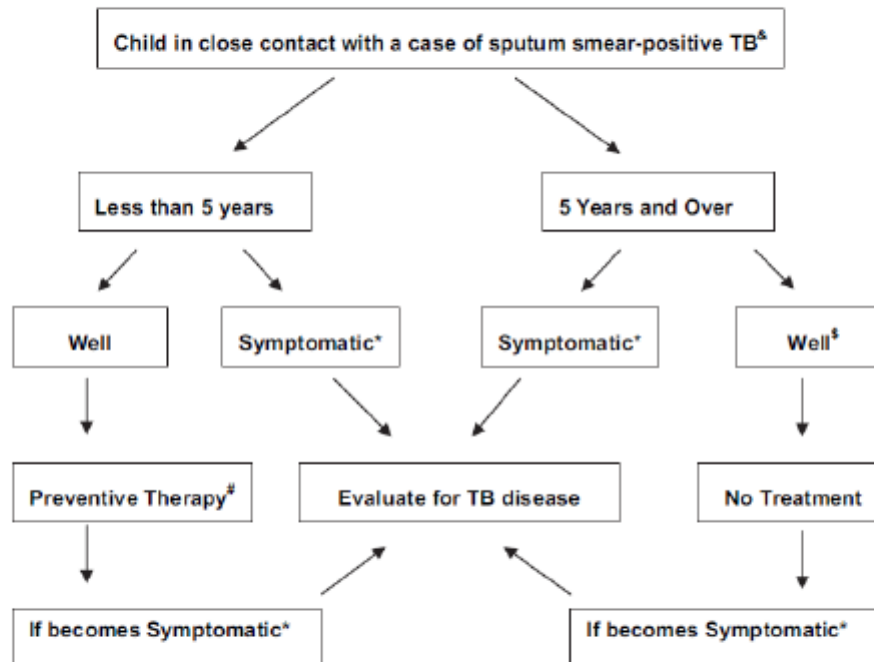 Child in close contact with a case of sputum smear-positive TB&
Less than 5 years
5 Years and Over
Well
Symptomatic*
Symptomatic*
Well$
Preventive Therapy#
Evaluate for TB disease
No Treatment
If becomes Symptomatic*
If becomes Symptomatic*